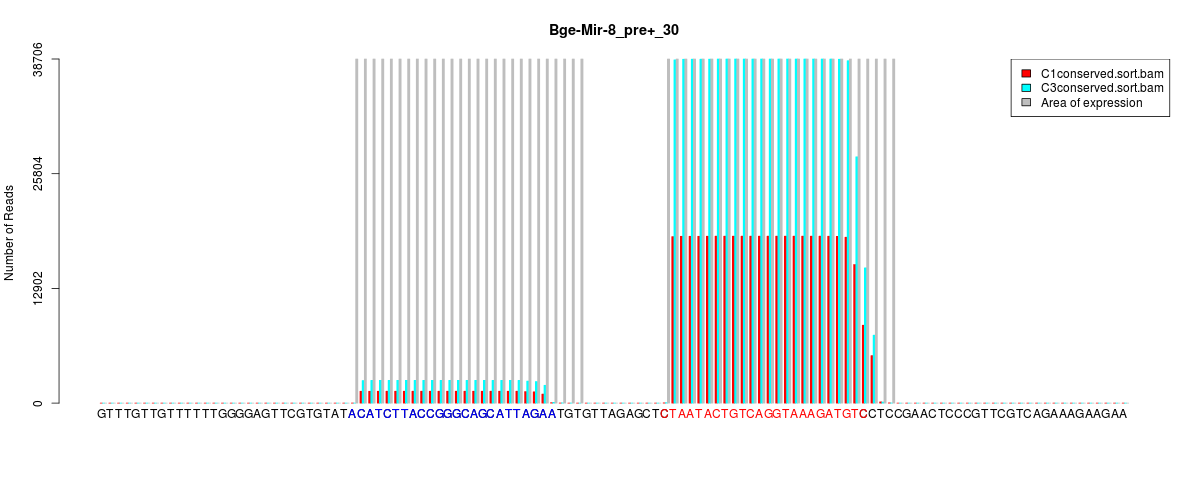 Bge-Mir-8_pre+_30
38706
25804
12902
0
Number of Reads
C1conserved.sort.bam
C3conserved.sort.bam
Area of expression
GTTTGTTGTTTTTTGGGGAGTTCGTGTATACATCTTACCGGGCAGCATTAGAATGTGTTAGAGCTCTAATACTGTCAGGTAAAGATGTCCTCCGAACTCCCGTTCGTCAGAAAGAAGAA